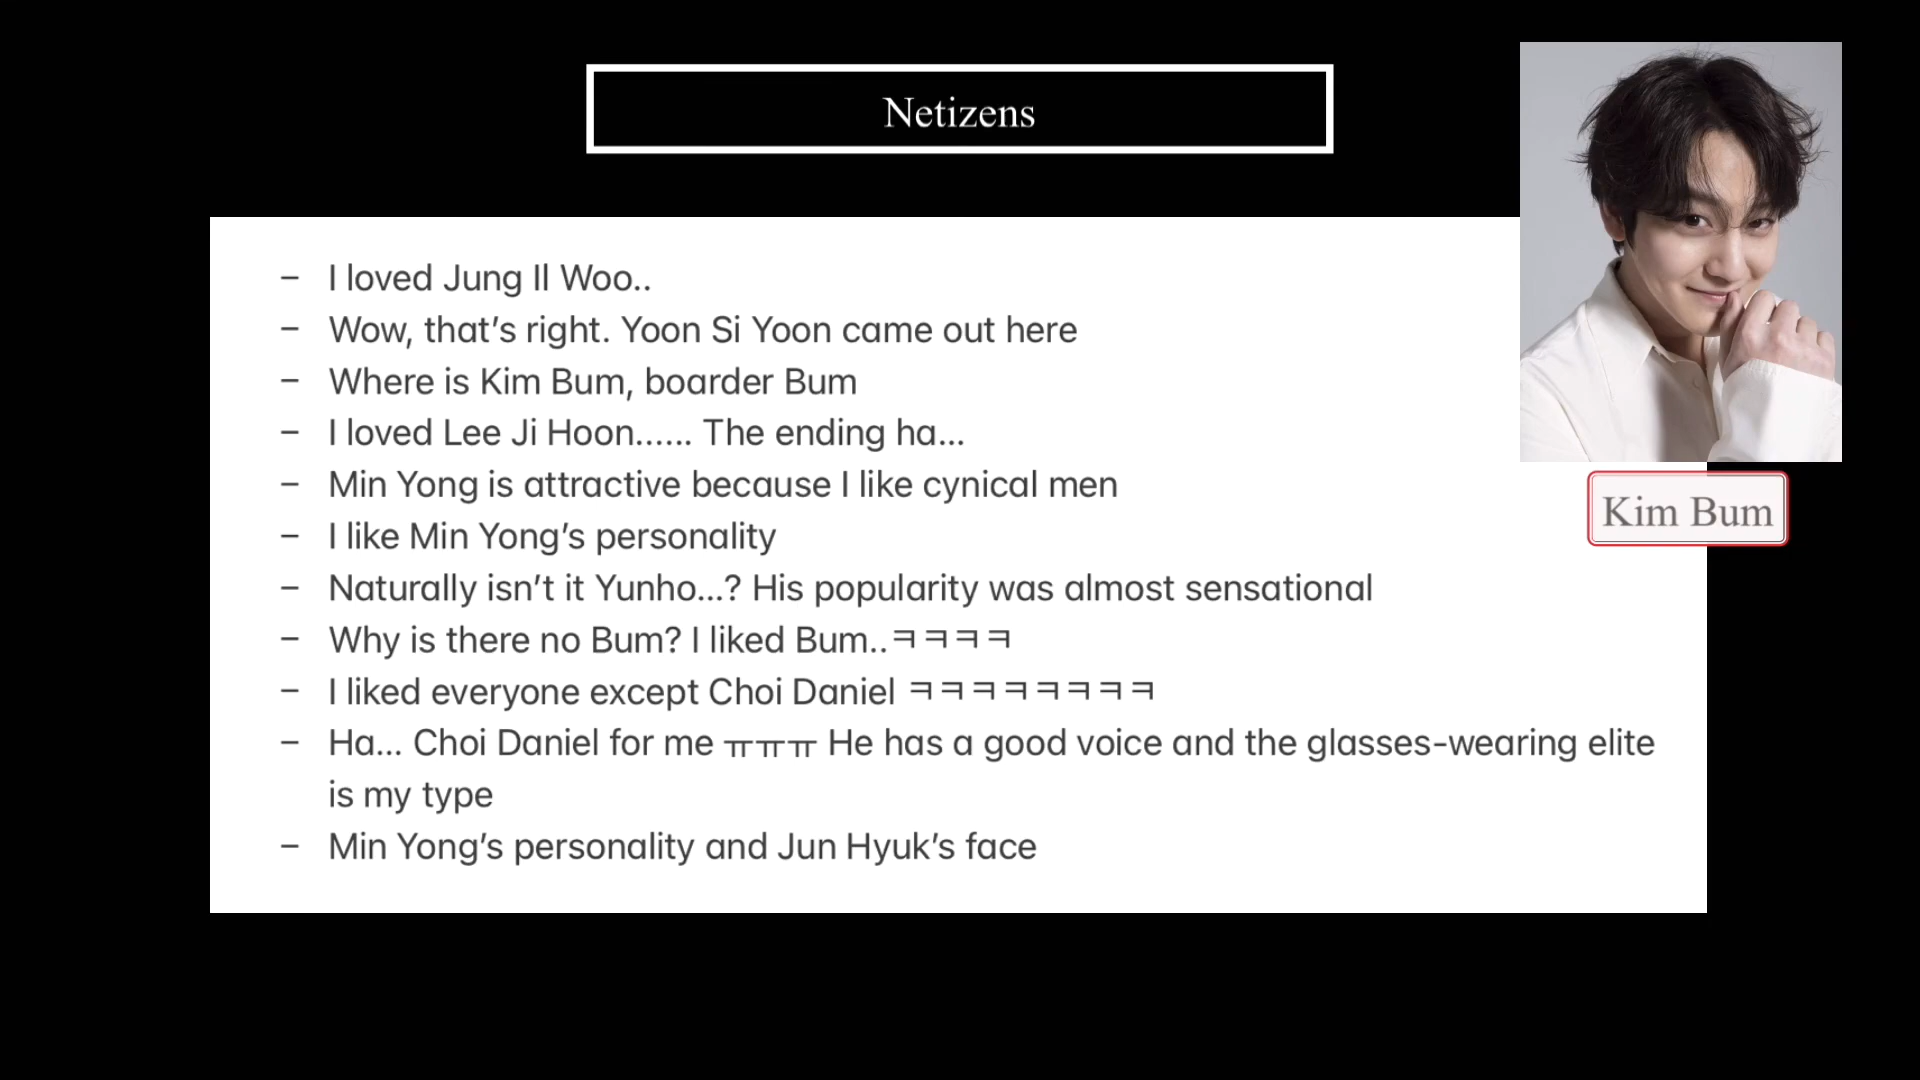 Netizens
– I loved Jung Il Woo..
– Wow, that’s right. Yoon Si Yoon came out here
– Where is Kim Bum, boarder Bum
– I loved Lee Ji Hoon...... The ending ha...
– Min Yong is attractive because I like cynical men
– I like Min Yong’s personality
– Naturally isn’t it Yunho...? His popularity was almost sensational
– Why is there no Bum? I liked Bum..ㅋㅋㅋㅋ
– I liked everyone except Choi Daniel ㅋㅋㅋㅋㅋㅋㅋㅋ
– Ha... Choi Daniel for me ㅠㅠㅠ He has a good voice and the glasses-wearing elite
is my type
– Min Yong’s personality and Jun Hyuk’s face
Kim Bum